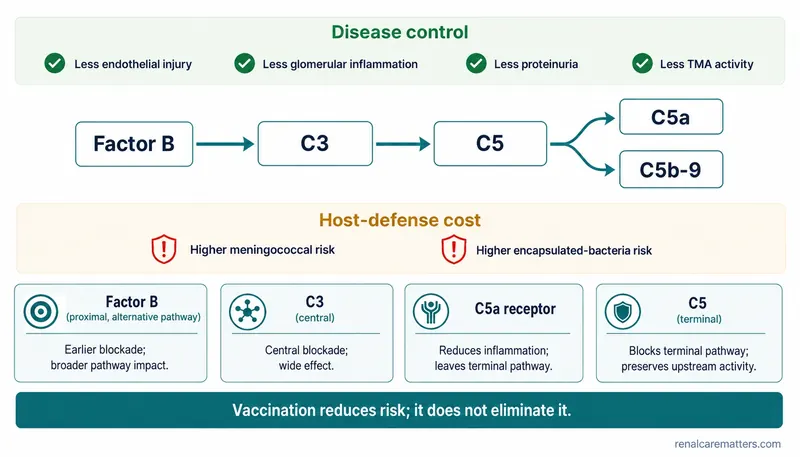 Disease control
Less endothelial injury
Less glomerular inflammation
Less proteinuria
Less TMA activity
Factor B
C3
C5
C5a
C5b-9
Host-defense cost
Higher meningococcal risk
Higher encapsulated-bacteria risk
Factor B
(proximal, alternative pathway)
Earlier blockade;
broader pathway impact.
C3
(central)
Central blockade;
wide effect.
C5a receptor
Reduces inflammation;
leaves terminal pathway.
C5
(terminal)
Blocks terminal pathway;
preserves upstream activity.
Vaccination reduces risk; it does not eliminate it.
renalcarematters.com